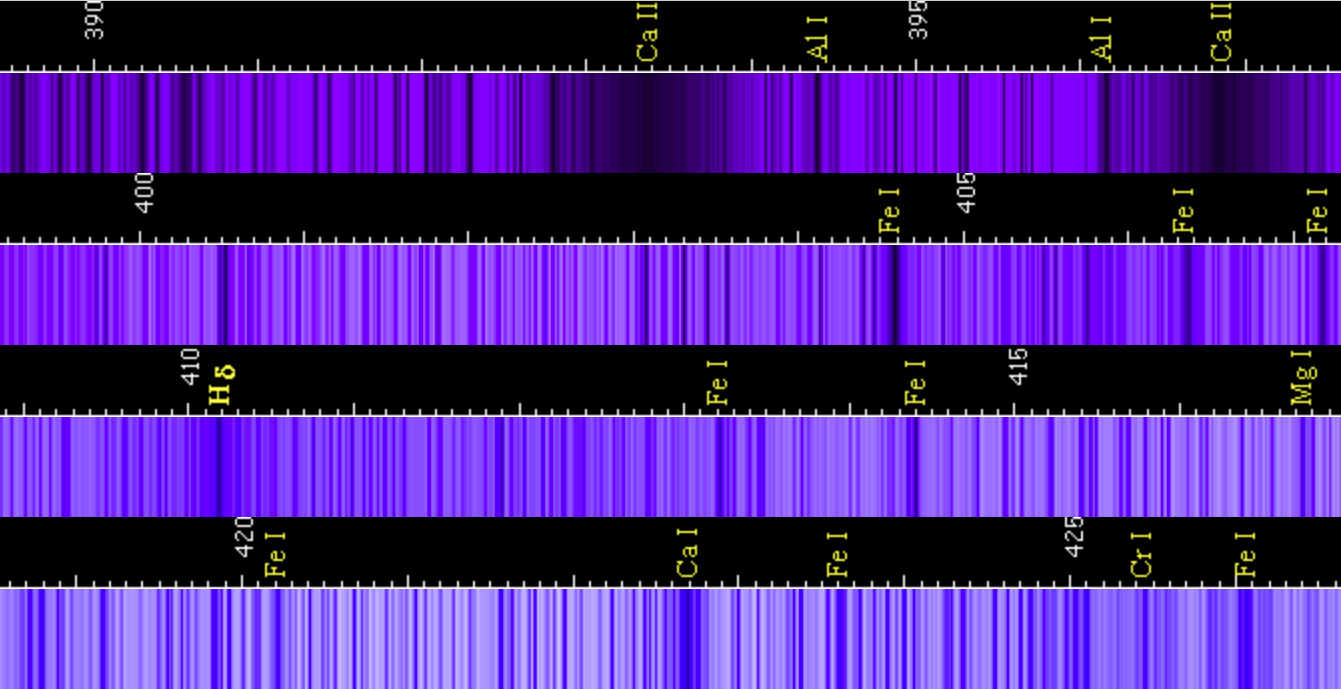 390 Ca II Al I 395 Al I Ca II
400 Fe I 405 Fe I Fe I
410 Hδ Fe I Fe I 415 Mg I
420 Fe I Ca I Fe I 425 Cr I Fe I